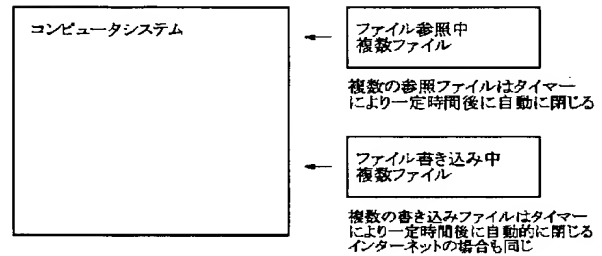 コンピュータシステム
ファイル参照中
複数ファイル
複数の参照ファイルはタイマー
により一定時間後に自動に閉じる
ファイル書き込み中
複数ファイル
複数の書き込みファイルはタイマー
により一定時間後に自動的に閉じる
インターネットの場合も同じ